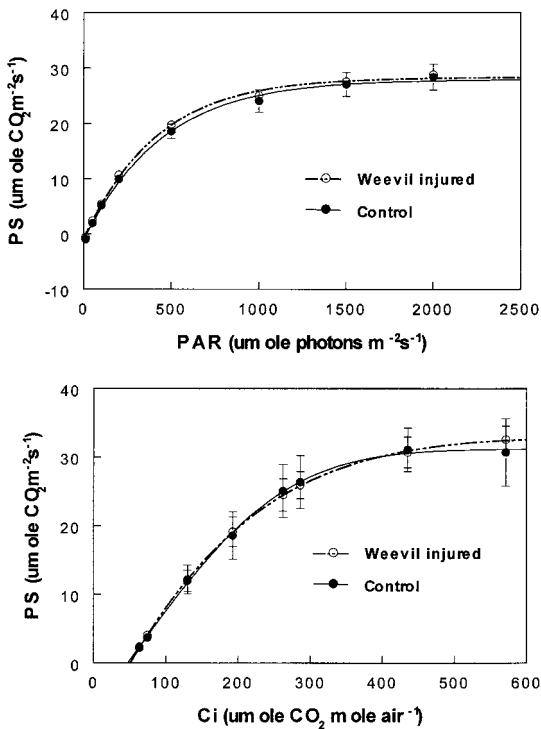 40
30
20
10
0
-10
PS (um ole CO₂m⁻²s⁻¹)
Weevil injured
Control
0 500 1000 1500 2000 2500
PAR (um ole photons m⁻²s⁻¹)
40
30
20
10
0
PS (um ole CO₂m⁻²s⁻¹)
Weevil injured
Control
0 100 200 300 400 500 600
Ci (um ole CO₂ m ole air⁻¹)